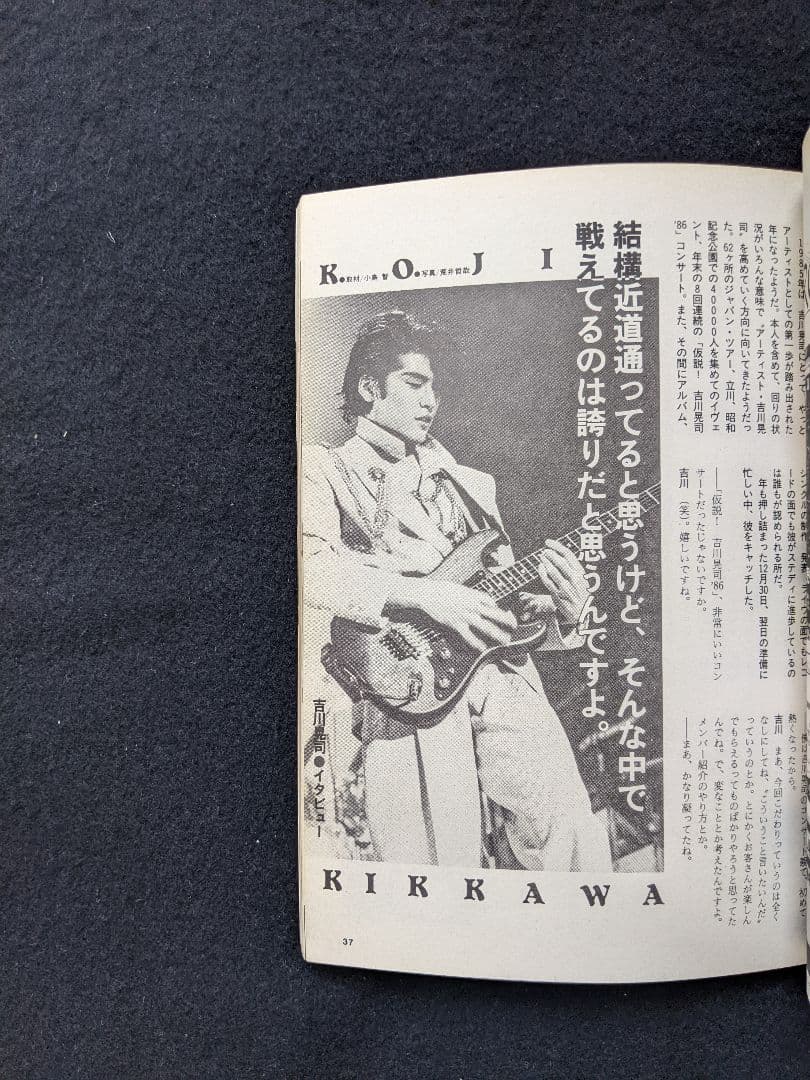 K O J I
●取材/小島 智 ●写真/荒井哲哉
結構近道通ってると思うけど、そんな中で
戦えてるのは誇りだと思うんですよ。
吉川晃司●イタビュー
KIKKAWA
37
1985年は、吉川晃司にとって、やっと
アーティストとしての第一歩が踏み出された
年になったようだ。本人を含めて、回りの状
況がいろんな意味で〝アーティスト・吉川晃
司〟を高めていく方向に向いてきたようだっ
た。62ヶ所のジャパン・ツアー、立川、昭和
記念公園での40000人を集めてのイヴェ
ント、年末の8回連続の「仮説! 吉川晃司
'86」コンサート。また、その間にアルバム、
ードの面でも彼がステディに進歩しているの
は誰もが認められる所だ。
年も押し詰まった12月30日、翌日の準備に
忙しい中、彼をキャッチした。
──「仮説! 吉川晃司'86」、非常にいいコン
サートだったじゃないですか。
吉川 (笑)。嬉しいですね。
熱くなったから。
吉川 まあ、今回こだわりっていうのは全く
なしにしてね、〝こういうこと言いたいんだ〟
っていうのとか。とにかくお客さんが楽しん
でもらえるってものばかりやろうと思ってた
んでね。で、変なこととか考えたんですよ。
メンバー紹介のやり方とか。
──まあ、かなり凝ってたね。